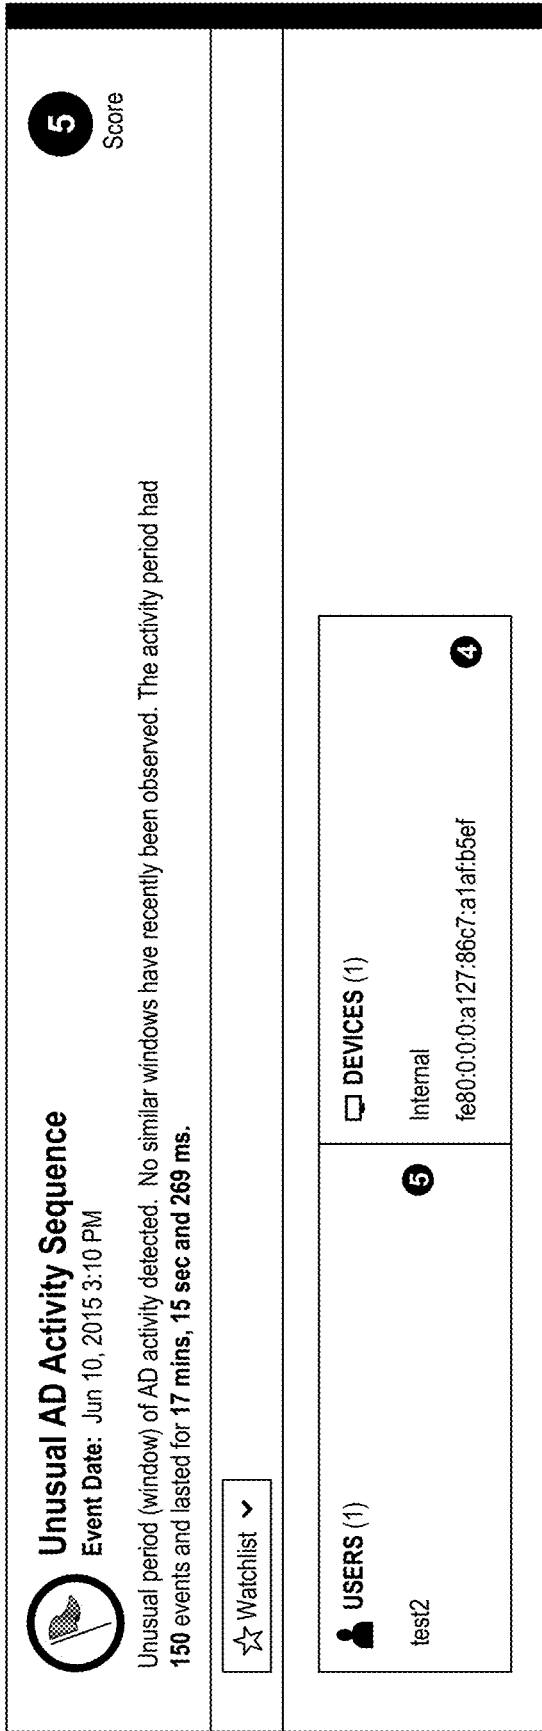 Unusual AD Activity Sequence
Event Date: Jun 10, 2015 3:10 PM
5
Score
Unusual period (window) of AD activity detected. No similar windows have recently been observed. The activity period had
150 events and lasted for 17 mins, 15 sec and 269 ms.
Watchlist
USERS (1)
test2 5
DEVICES (1)
Internal
fe80:0:0:0:a127:86c7:a1af:b5ef 4